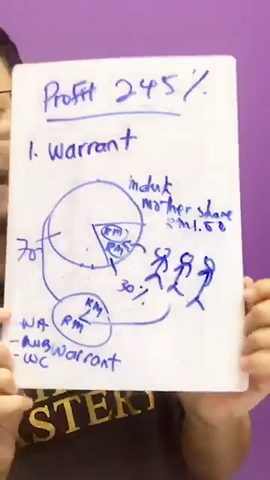 Profit 245%
1. Warrant
induk
mother share
RM1.50
RM
RM
70
30%
RM
RM
- WA
- WB Warrant
- WC
MASTERY